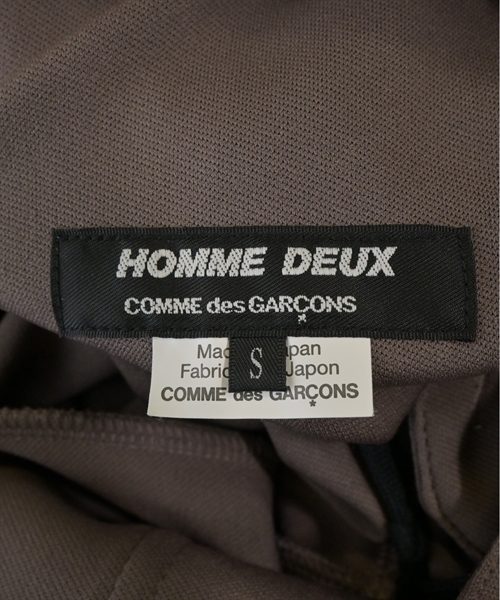 HOMME DEUX
COMME des GARÇONS
S
Mac apan
Fabric Japon
COMME des GARÇONS